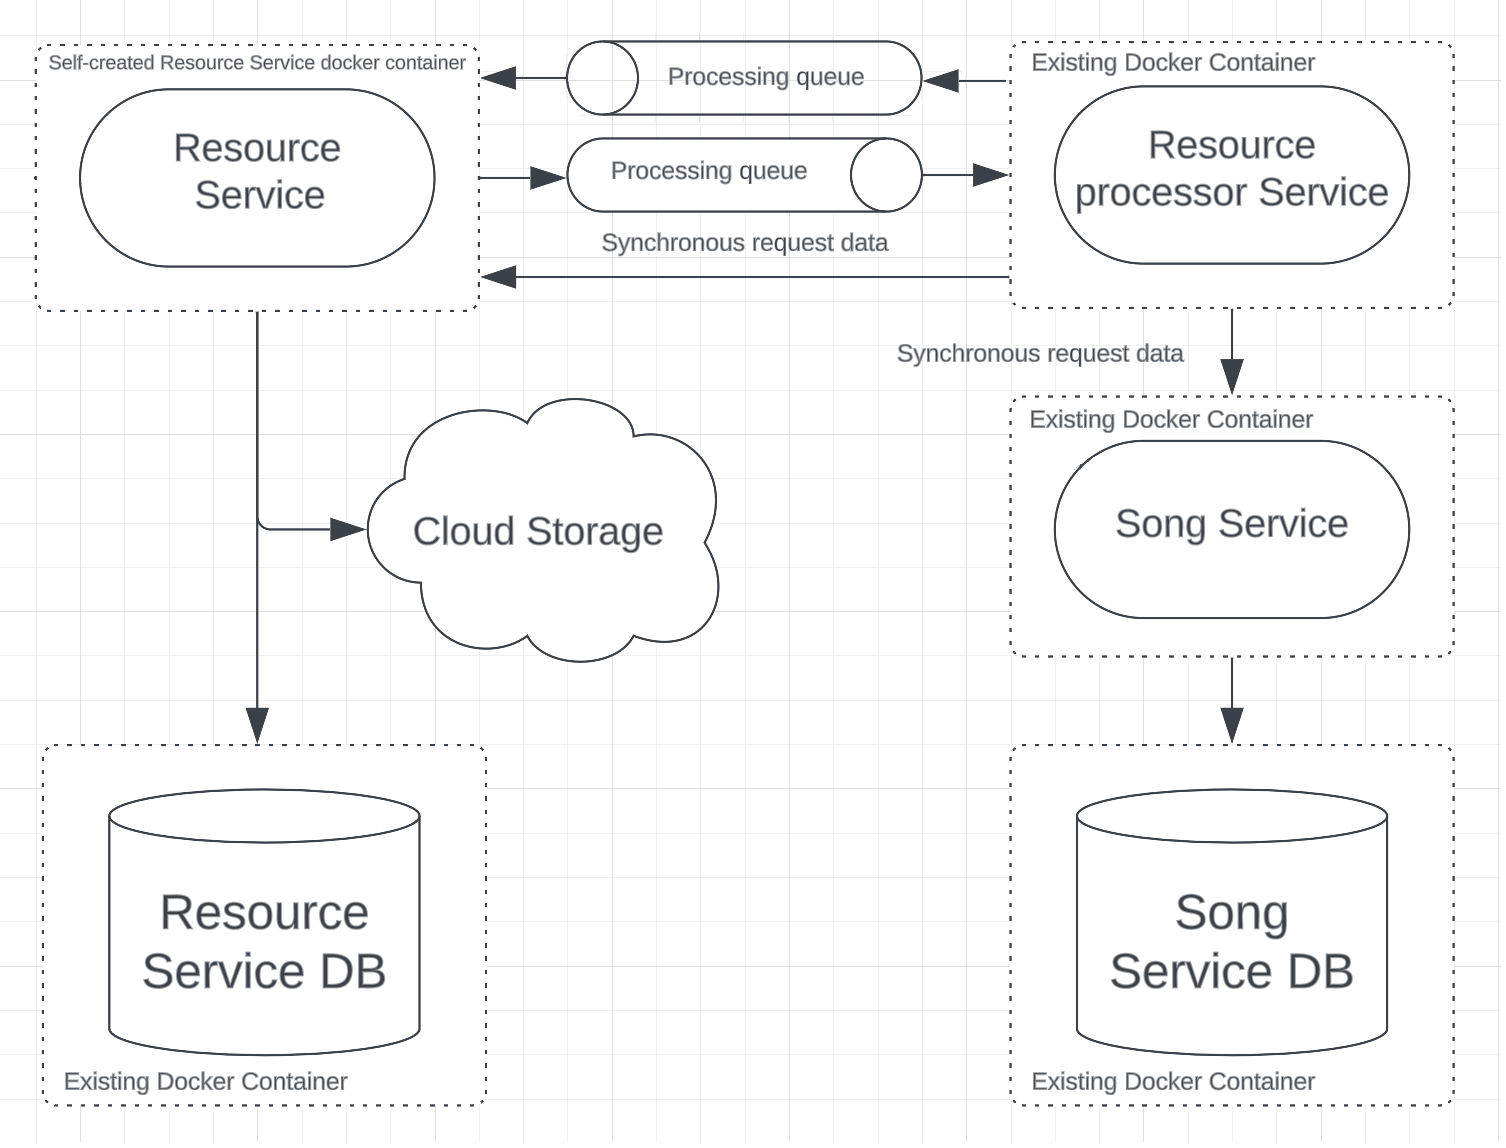 Self-created Resource Service docker container
Resource
Service
Processing queue
Processing queue
Synchronous request data
Existing Docker Container
Resource
processor Service
Synchronous request data
Existing Docker Container
Song Service
Cloud Storage
Resource
Service DB
Existing Docker Container
Song
Service DB
Existing Docker Container